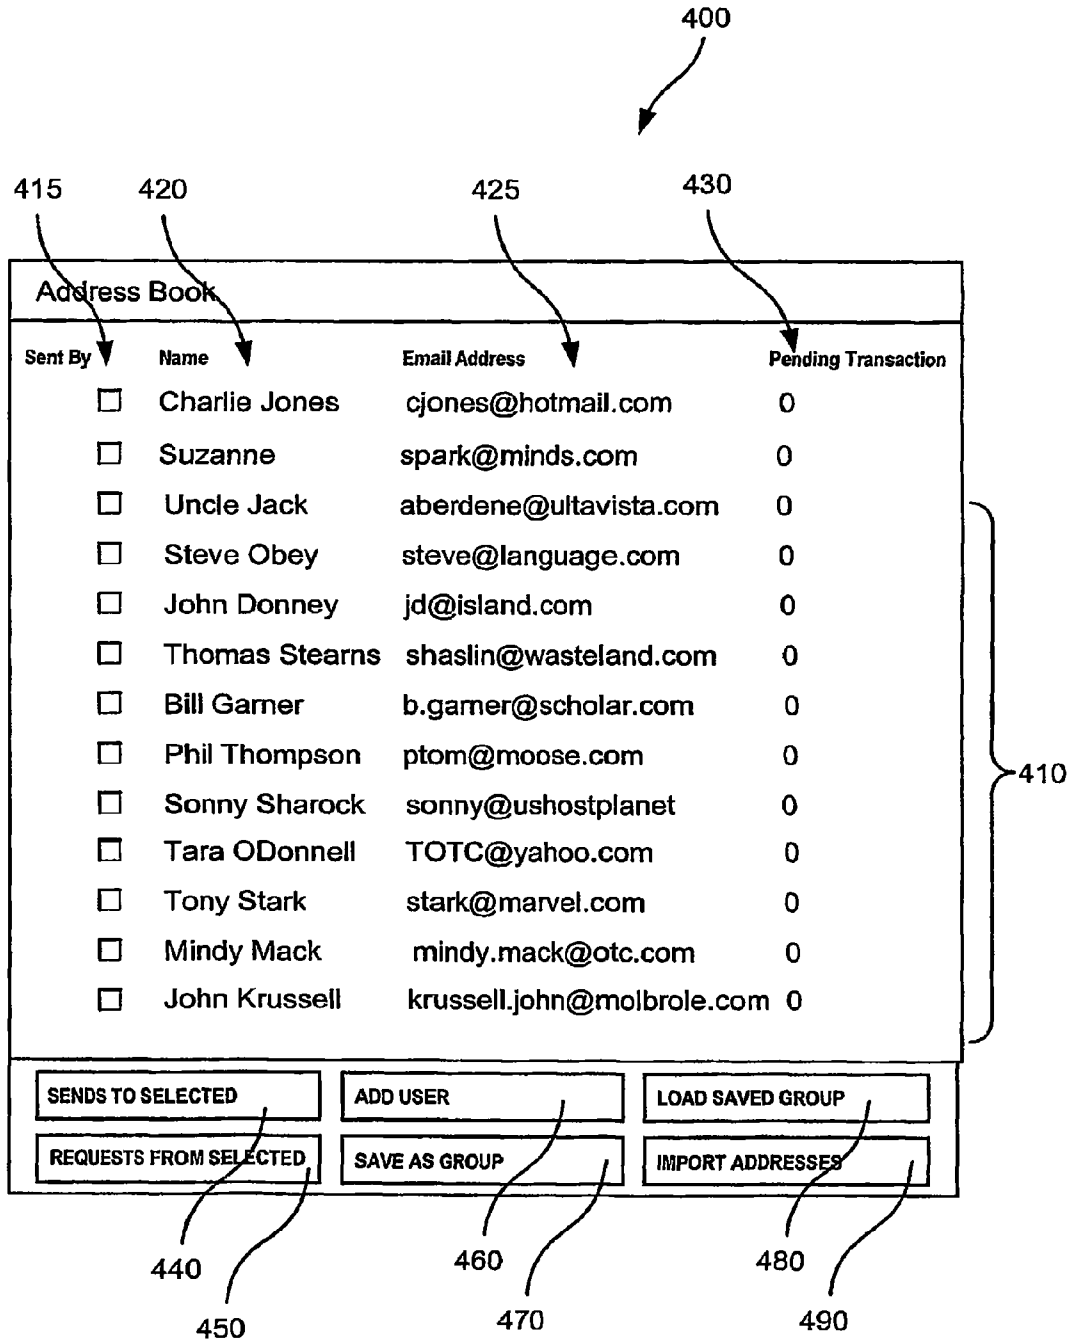 400
415 420 425 430
Address Book
Sent By Name Email Address Pending Transaction
Charlie Jones cjones@hotmail.com 0
Suzanne spark@minds.com 0
Uncle Jack aberdene@ultavista.com 0
Steve Obey steve@language.com 0
John Donney jd@island.com 0
Thomas Stearns shaslin@wasteland.com 0
Bill Garner b.garner@scholar.com 0
Phil Thompson ptom@moose.com 0
410
Sonny Sharock sonny@ushostplanet 0
Tara ODonnell TOTC@yahoo.com 0
Tony Stark stark@marvel.com 0
Mindy Mack mindy.mack@otc.com 0
John Krussell krussell.john@molbrole.com 0
SENDS TO SELECTED ADD USER LOAD SAVED GROUP
REQUESTS FROM SELECTED SAVE AS GROUP IMPORT ADDRESSES
440 460 480
450 470 490